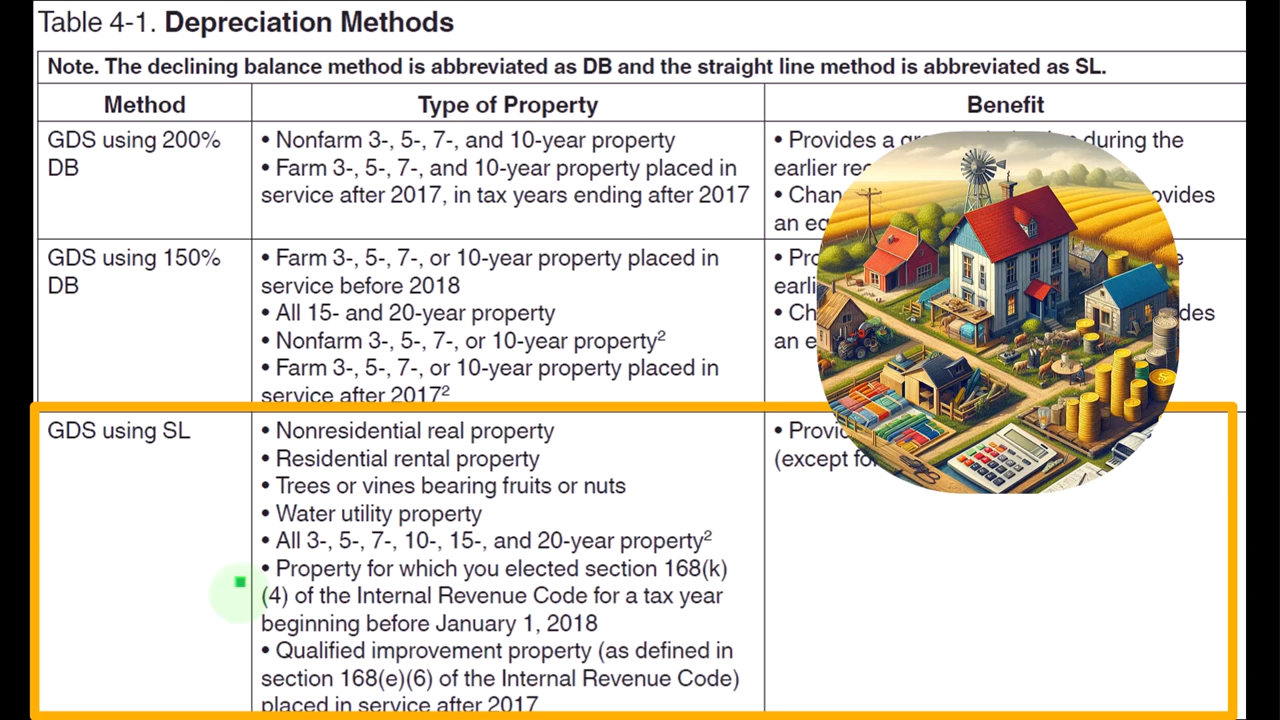 Table 4-1. Depreciation Methods
Note. The declining balance method is abbreviated as DB and the straight line method is abbreviated as SL.
Method Type of Property Benefit
GDS using 200%
DB
• Nonfarm 3-, 5-, 7-, and 10-year property
• Farm 3-, 5-, 7-, and 10-year property placed in
service after 2017, in tax years ending after 2017
• Provides a during the
earlier
an
GDS using 150%
DB
• Farm 3-, 5-, 7-, or 10-year property placed in
service before 2018
• All 15- and 20-year property
• Nonfarm 3-, 5-, 7-, or 10-year property²
• Farm 3-, 5-, 7-, or 10-year property placed in
service after 2017²
an
GDS using SL
• Nonresidential real property
• Residential rental property
• Trees or vines bearing fruits or nuts
• Water utility property
• All 3-, 5-, 7-, 10-, 15-, and 20-year property²
• Property for which you elected section 168(k)
(4) of the Internal Revenue Code for a tax year
beginning before January 1, 2018
• Qualified improvement property (as defined in
section 168(e)(6) of the Internal Revenue Code)
placed in service after 2017
(except